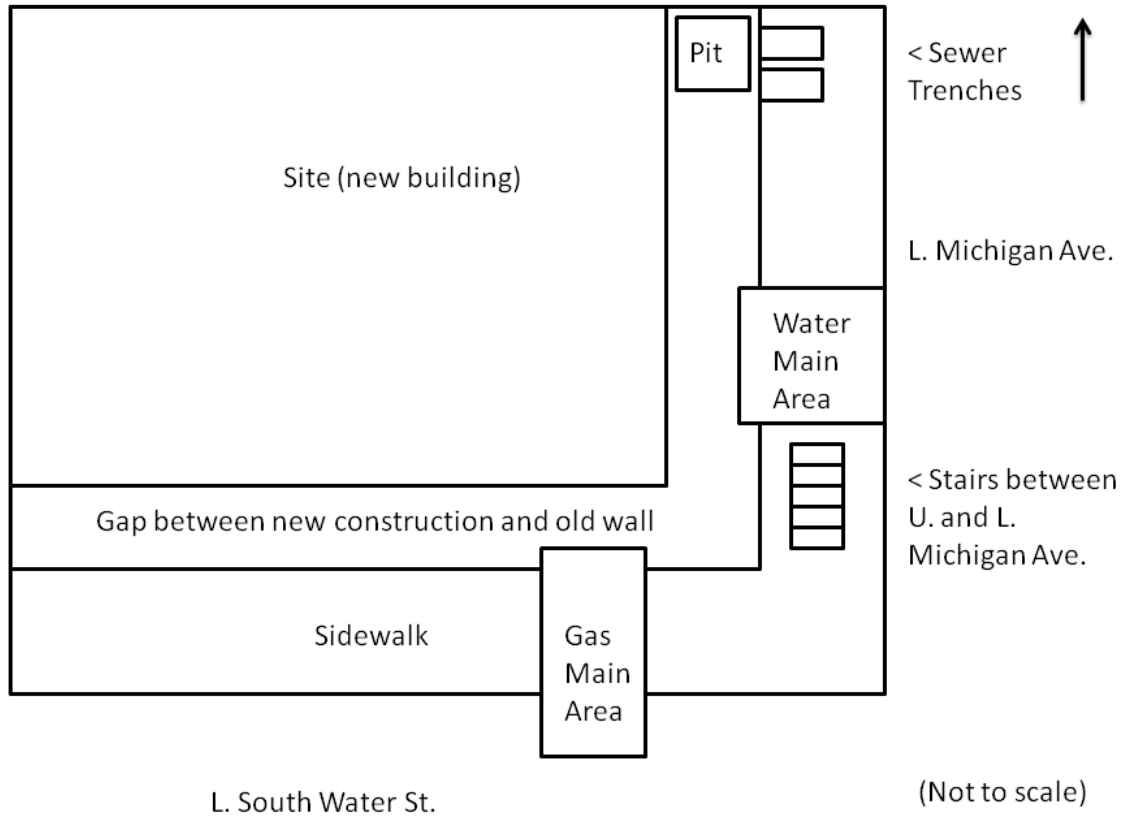 Pit
< Sewer
Trenches
Site (new building)
L. Michigan Ave.
Water
Main
Area
< Stairs between
U. and L.
Michigan Ave.
Gap between new construction and old wall
Sidewalk
Gas
Main
Area
L. South Water St.
(Not to scale)